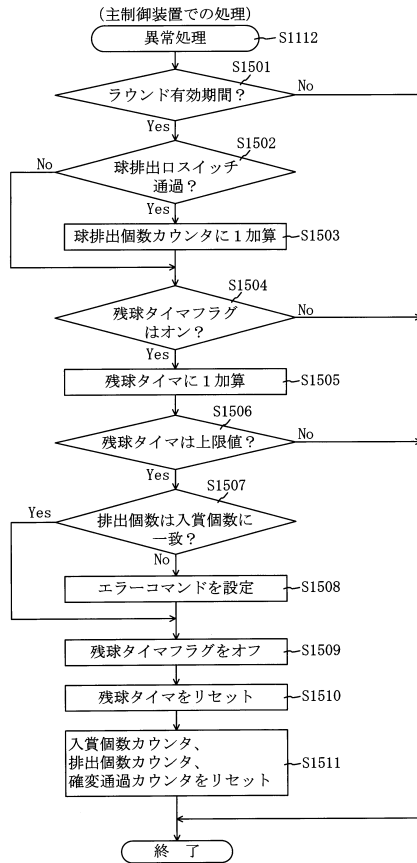 (主制御装置での処理)
異常処理
S1112
S1501
ラウンド有効期間?
No
Yes
S1502
No
球排出口スイッチ
通過?
Yes
球排出個数カウンタに1加算
S1503
S1504
残球タイマフラグ
はオン?
No
Yes
残球タイマに1加算
S1505
S1506
残球タイマは上限値?
No
Yes
S1507
Yes
排出個数は入賞個数に
一致?
No
エラーコマンドを設定
S1508
残球タイマフラグをオフ
S1509
残球タイマをリセット
S1510
入賞個数カウンタ、
排出個数カウンタ、
確変通過カウンタをリセット
S1511
終 了